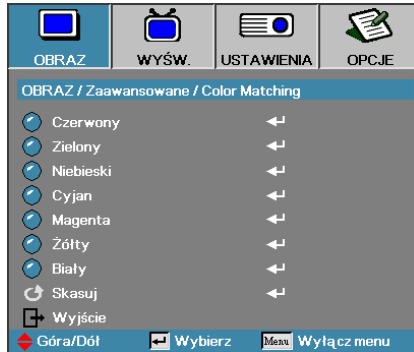 OBRAZ WYŚW. USTAWIENIA OPCJE
OBRAZ / Zaawansowane / Color Matching
Czerwony
Zielony
Niebieski
Cyjan
Magenta
Żółty
Biały
Skasuj
Wyjście
Góra/Dół Wybierz Menu Wyłącz menu